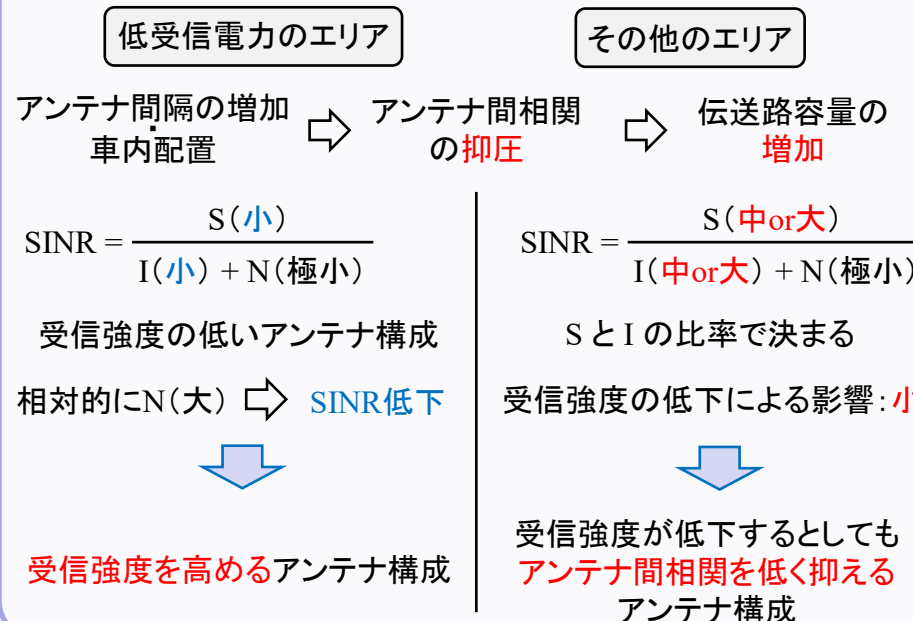 低受信電力のエリア
その他のエリア
アンテナ間隔の増加
・
車内配置
アンテナ間相関
の抑圧
伝送路容量の
増加
SINR = S(小) / I(小) + N(極小)
SINR = S(中or大) / I(中or大) + N(極小)
受信強度の低いアンテナ構成
相対的にN(大) ⇨ SINR低下
受信強度を高めるアンテナ構成
S と I の比率で決まる
受信強度の低下による影響:小
受信強度が低下するとしても
アンテナ間相関を低く抑える
アンテナ構成